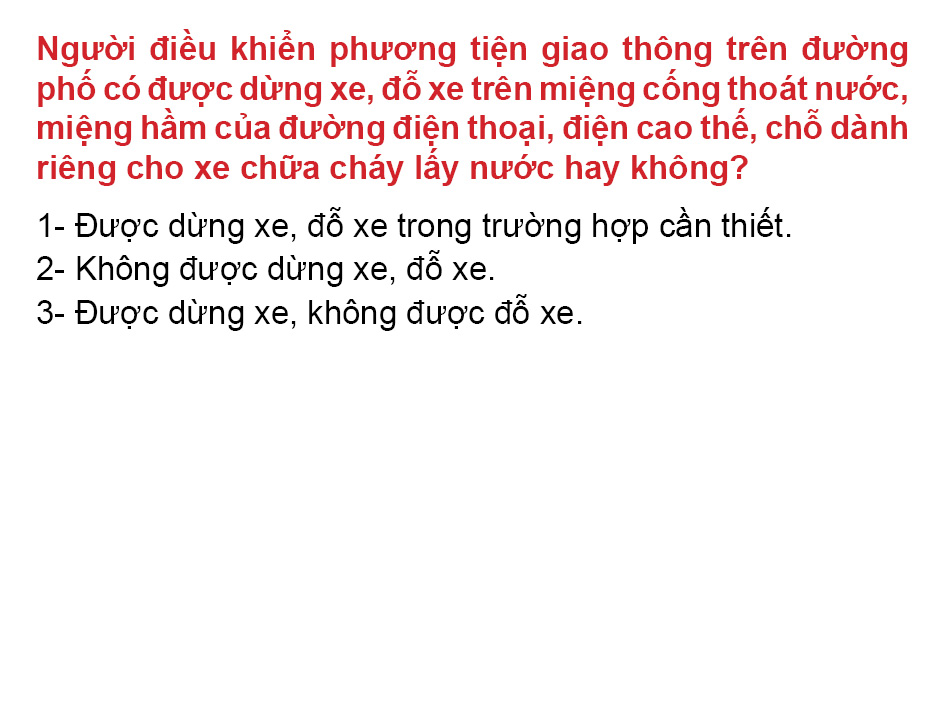 Người điều khiển phương tiện giao thông trên đường
phố có được dừng xe, đỗ xe trên miệng cống thoát nước,
miệng hầm của đường điện thoại, điện cao thế, chỗ dành
riêng cho xe chữa cháy lấy nước hay không?
1- Được dừng xe, đỗ xe trong trường hợp cần thiết.
2- Không được dừng xe, đỗ xe.
3- Được dừng xe, không được đỗ xe.